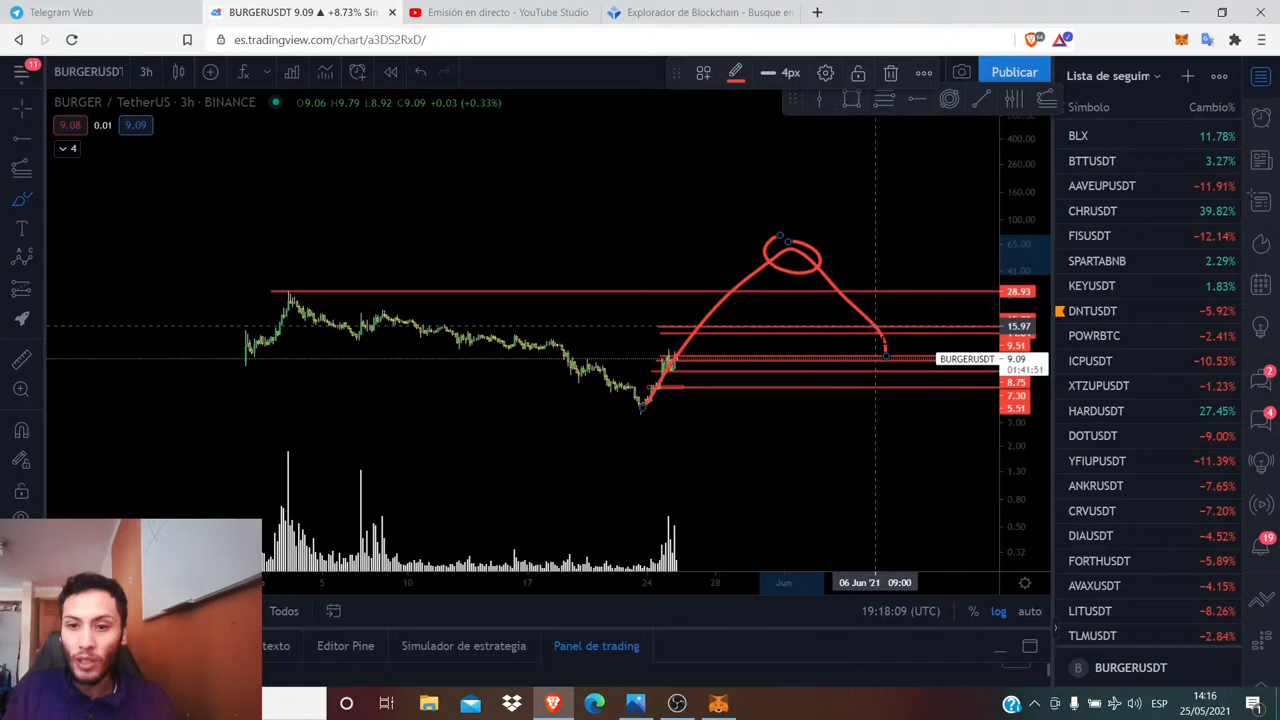 Telegram Web
BURGERUSDT 9.09 ▲ +8.73% Sin
Emisión en directo - YouTube Studio
Explorador de Blockchain - Busque en
es.tradingview.com/chart/a3DS2RxD/
64
11
BURGERUSDT
3h
4px
Publicar
Lista de seguim
BURGER / TetherUS · 3h · BINANCE
O9.06 H9.79 L8.92 C9.09 +0.03 (+0.33%)
9.08
0.01
9.09
4
Símbolo
Cambio%
BLX 11.78%
BTTUSDT 3.27%
AAVEUPUSDT −11.91%
CHRUSDT 39.82%
FISUSDT −12.14%
SPARTABNB 2.29%
KEYUSDT 1.83%
DNTUSDT −5.92%
POWRBTC −2.41%
ICPUSDT −10.53%
XTZUPUSDT −1.23%
HARDUSDT 27.45%
DOTUSDT −9.00%
YFIUPUSDT −11.39%
ANKRUSDT −7.65%
CRVUSDT −7.20%
DIAUSDT −4.52%
FORTHUSDT −5.89%
AVAXUSDT −4.15%
LITUSDT −8.26%
TLMUSDT −2.84%
B BURGERUSDT
400.00
260.00
160.00
100.00
65.00
41.00
28.93
15.97
9.51
BURGERUSDT 9.09
01:41:51
8.75
7.30
5.51
3.00
2.00
1.30
0.80
0.50
0.32
2
4
19
5
10
17
24
28
Jun
06 Jun '21 09:00
Todos
19:18:09 (UTC)
%
log
auto
texto
Editor Pine
Simulador de estrategia
Panel de trading
ESP
14:16
25/05/2021
1